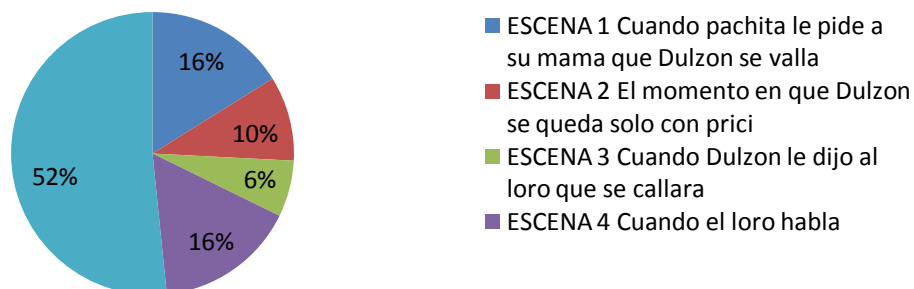 16%
10%
6%
16%
52%
ESCENA 1 Cuando pachita le pide a
su mama que Dulzon se valla
ESCENA 2 El momento en que Dulzon
se queda solo con prici
ESCENA 3 Cuando Dulzon le dijo al
loro que se callara
ESCENA 4 Cuando el loro habla